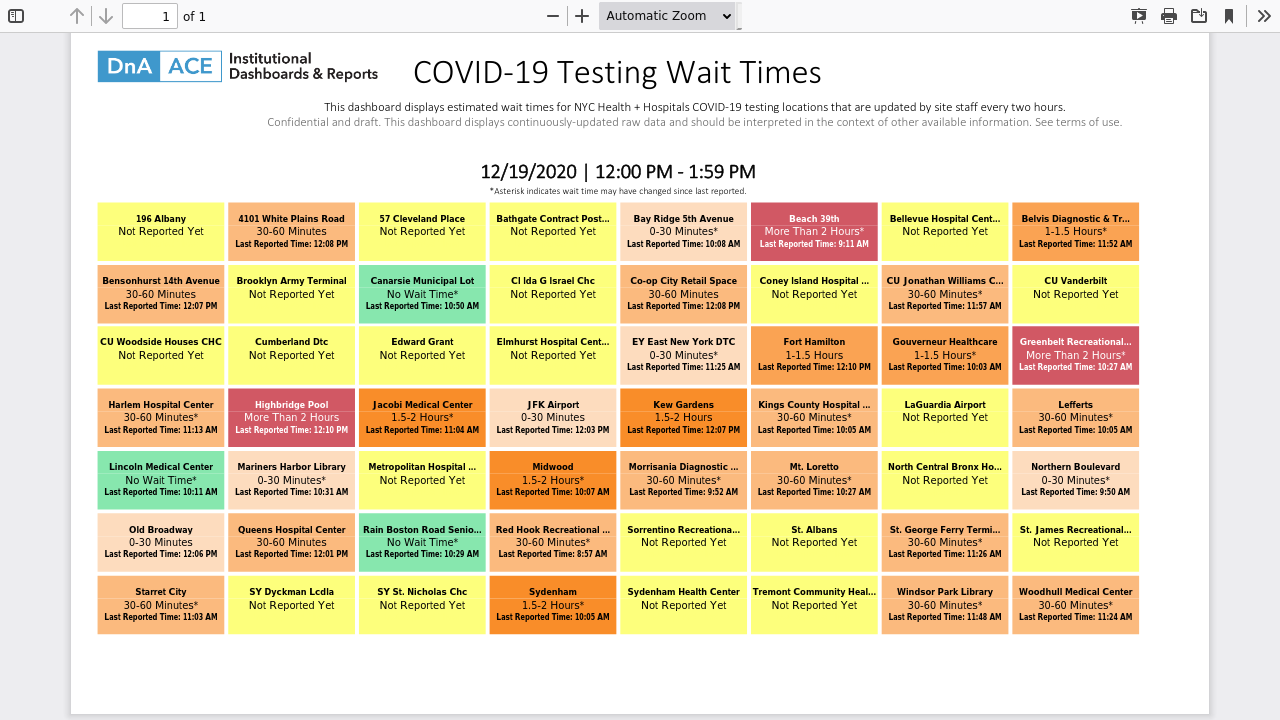 1 of 1
Automatic Zoom
DnA ACE Institutional
Dashboards & Reports
COVID-19 Testing Wait Times
This dashboard displays estimated wait times for NYC Health + Hospitals COVID-19 testing locations that are updated by site staff every two hours.
Confidential and draft. This dashboard displays continuously-updated raw data and should be interpreted in the context of other available information. See terms of use.
12/19/2020 | 12:00 PM - 1:59 PM
*Asterisk indicates wait time may have changed since last reported.
196 Albany
Not Reported Yet
4101 White Plains Road
30-60 Minutes
Last Reported Time: 12:08 PM
57 Cleveland Place
Not Reported Yet
Bathgate Contract Post...
Not Reported Yet
Bay Ridge 5th Avenue
0-30 Minutes*
Last Reported Time: 10:08 AM
Beach 39th
More Than 2 Hours*
Last Reported Time: 9:11 AM
Bellevue Hospital Cent...
Not Reported Yet
Belvis Diagnostic & Tr...
1-1.5 Hours*
Last Reported Time: 11:52 AM
Bensonhurst 14th Avenue
30-60 Minutes
Last Reported Time: 12:07 PM
Brooklyn Army Terminal
Not Reported Yet
Canarsie Municipal Lot
No Wait Time*
Last Reported Time: 10:50 AM
CI Ida G Israel Chc
Not Reported Yet
Co-op City Retail Space
30-60 Minutes
Last Reported Time: 12:08 PM
Coney Island Hospital ...
Not Reported Yet
CU Jonathan Williams C...
30-60 Minutes*
Last Reported Time: 11:57 AM
CU Vanderbilt
Not Reported Yet
CU Woodside Houses CHC
Not Reported Yet
Cumberland Dtc
Not Reported Yet
Edward Grant
Not Reported Yet
Elmhurst Hospital Cent...
Not Reported Yet
EY East New York DTC
0-30 Minutes*
Last Reported Time: 11:25 AM
Fort Hamilton
1-1.5 Hours
Last Reported Time: 12:10 PM
Gouverneur Healthcare
1-1.5 Hours*
Last Reported Time: 10:03 AM
Greenbelt Recreational...
More Than 2 Hours*
Last Reported Time: 10:27 AM
Harlem Hospital Center
30-60 Minutes*
Last Reported Time: 11:13 AM
Highbridge Pool
More Than 2 Hours
Last Reported Time: 12:10 PM
Jacobi Medical Center
1.5-2 Hours*
Last Reported Time: 11:04 AM
JFK Airport
0-30 Minutes
Last Reported Time: 12:03 PM
Kew Gardens
1.5-2 Hours
Last Reported Time: 12:07 PM
Kings County Hospital ...
30-60 Minutes*
Last Reported Time: 10:05 AM
LaGuardia Airport
Not Reported Yet
Lefferts
30-60 Minutes*
Last Reported Time: 10:05 AM
Lincoln Medical Center
No Wait Time*
Last Reported Time: 10:11 AM
Mariners Harbor Library
0-30 Minutes*
Last Reported Time: 10:31 AM
Metropolitan Hospital ...
Not Reported Yet
Midwood
1.5-2 Hours*
Last Reported Time: 10:07 AM
Morrisania Diagnostic ...
30-60 Minutes*
Last Reported Time: 9:52 AM
Mt. Loretto
30-60 Minutes*
Last Reported Time: 10:27 AM
North Central Bronx Ho...
Not Reported Yet
Northern Boulevard
0-30 Minutes*
Last Reported Time: 9:50 AM
Old Broadway
0-30 Minutes
Last Reported Time: 12:06 PM
Queens Hospital Center
30-60 Minutes
Last Reported Time: 12:01 PM
Rain Boston Road Senio...
No Wait Time*
Last Reported Time: 10:29 AM
Red Hook Recreational ...
30-60 Minutes*
Last Reported Time: 8:57 AM
Sorrentino Recreationa...
Not Reported Yet
St. Albans
Not Reported Yet
St. George Ferry Termi...
30-60 Minutes*
Last Reported Time: 11:26 AM
St. James Recreational...
Not Reported Yet
Starret City
30-60 Minutes*
Last Reported Time: 11:03 AM
SY Dyckman Lcdla
Not Reported Yet
SY St. Nicholas Chc
Not Reported Yet
Sydenham
1.5-2 Hours*
Last Reported Time: 10:05 AM
Sydenham Health Center
Not Reported Yet
Tremont Community Heal...
Not Reported Yet
Windsor Park Library
30-60 Minutes*
Last Reported Time: 11:48 AM
Woodhull Medical Center
30-60 Minutes*
Last Reported Time: 11:24 AM